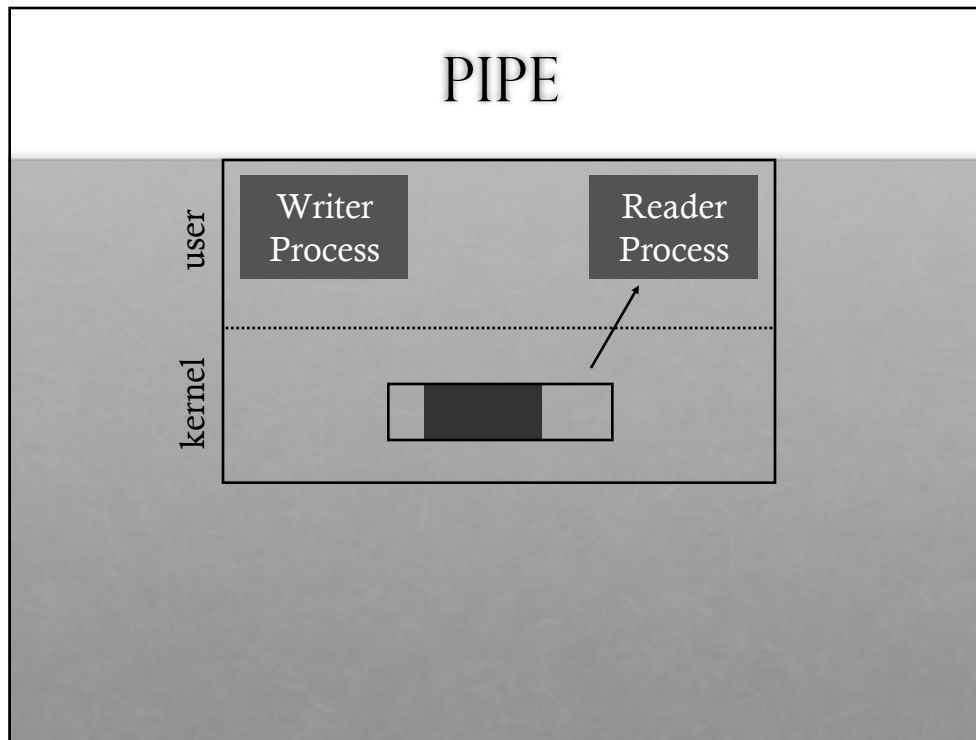 PIPE
user
Writer
Process
Reader
Process
kernel